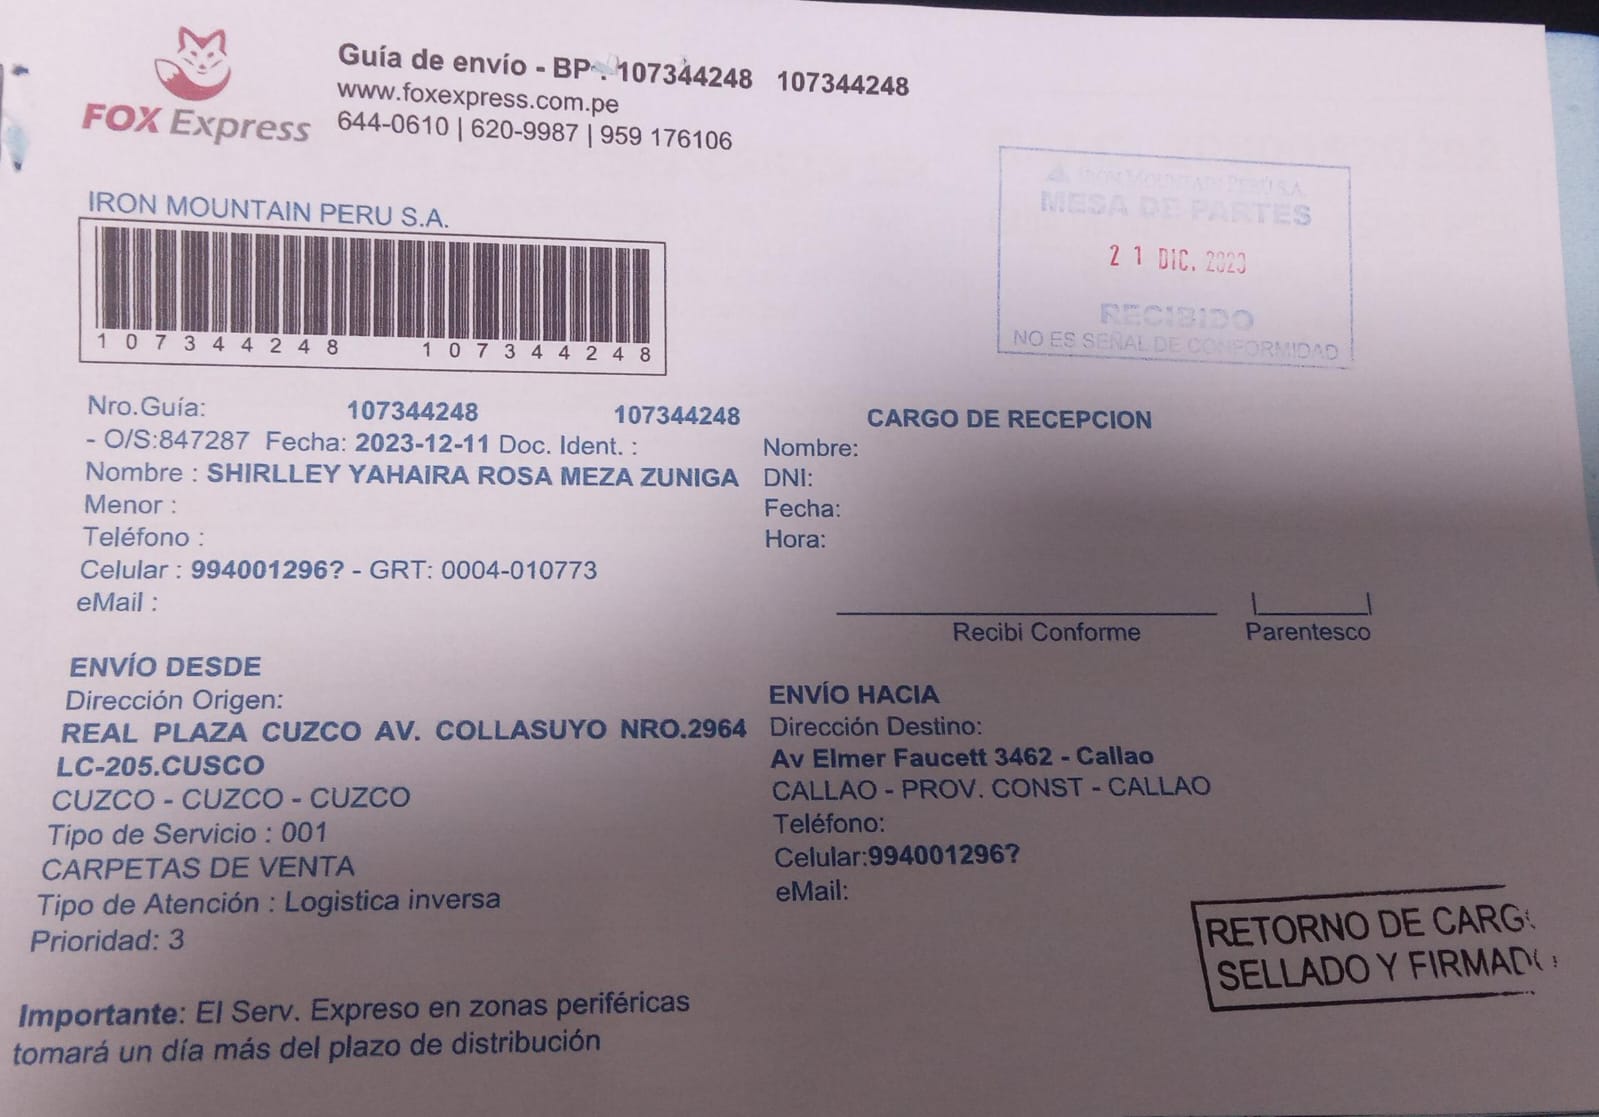 FOX Express
Guía de envío - BP : 107344248 107344248
www.foxexpress.com.pe
644-0610 | 620-9987 | 959 176106
IRON MOUNTAIN PERU S.A.
107344248 107344248
IRON MOUNTAIN PERÚ S.A.
MESA DE PARTES
21 DIC. 2023
RECIBIDO
NO ES SEÑAL DE CONFORMIDAD
Nro.Guía: 107344248 107344248
- O/S:847287 Fecha: 2023-12-11 Doc. Ident. :
Nombre : SHIRLLEY YAHAIRA ROSA MEZA ZUNIGA
Menor :
Teléfono :
Celular : 994001296? - GRT: 0004-010773
eMail :
CARGO DE RECEPCION
Nombre:
DNI:
Fecha:
Hora:
Recibi Conforme Parentesco
ENVÍO DESDE
Dirección Origen:
REAL PLAZA CUZCO AV. COLLASUYO NRO.2964
LC-205.CUSCO
CUZCO - CUZCO - CUZCO
Tipo de Servicio : 001
CARPETAS DE VENTA
Tipo de Atención : Logistica inversa
Prioridad: 3
ENVÍO HACIA
Dirección Destino:
Av Elmer Faucett 3462 - Callao
CALLAO - PROV. CONST - CALLAO
Teléfono:
Celular:994001296?
eMail:
RETORNO DE CARGO
SELLADO Y FIRMADO
Importante: El Serv. Expreso en zonas periféricas
tomará un día más del plazo de distribución